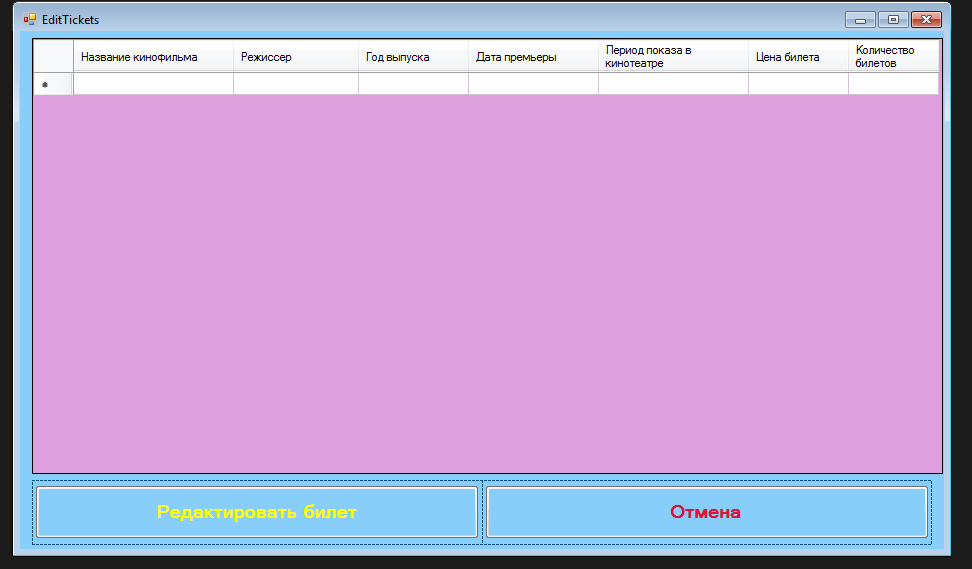 EditTickets
Название кинофильма
Режиссер
Год выпуска
Дата премьеры
Период показа в
кинотеатре
Цена билета
Количество
билетов
Редактировать билет
Отмена